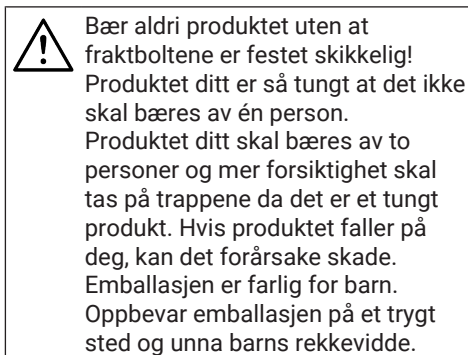 Bær aldri produktet uten at
fraktboltene er festet skikkelig!
Produktet ditt er så tungt at det ikke
skal bæres av én person.
Produktet ditt skal bæres av to
personer og mer forsiktighet skal
tas på trappene da det er et tungt
produkt. Hvis produktet faller på
deg, kan det forårsake skade.
Emballasjen er farlig for barn.
Oppbevar emballasjen på et trygt
sted og unna barns rekkevidde.